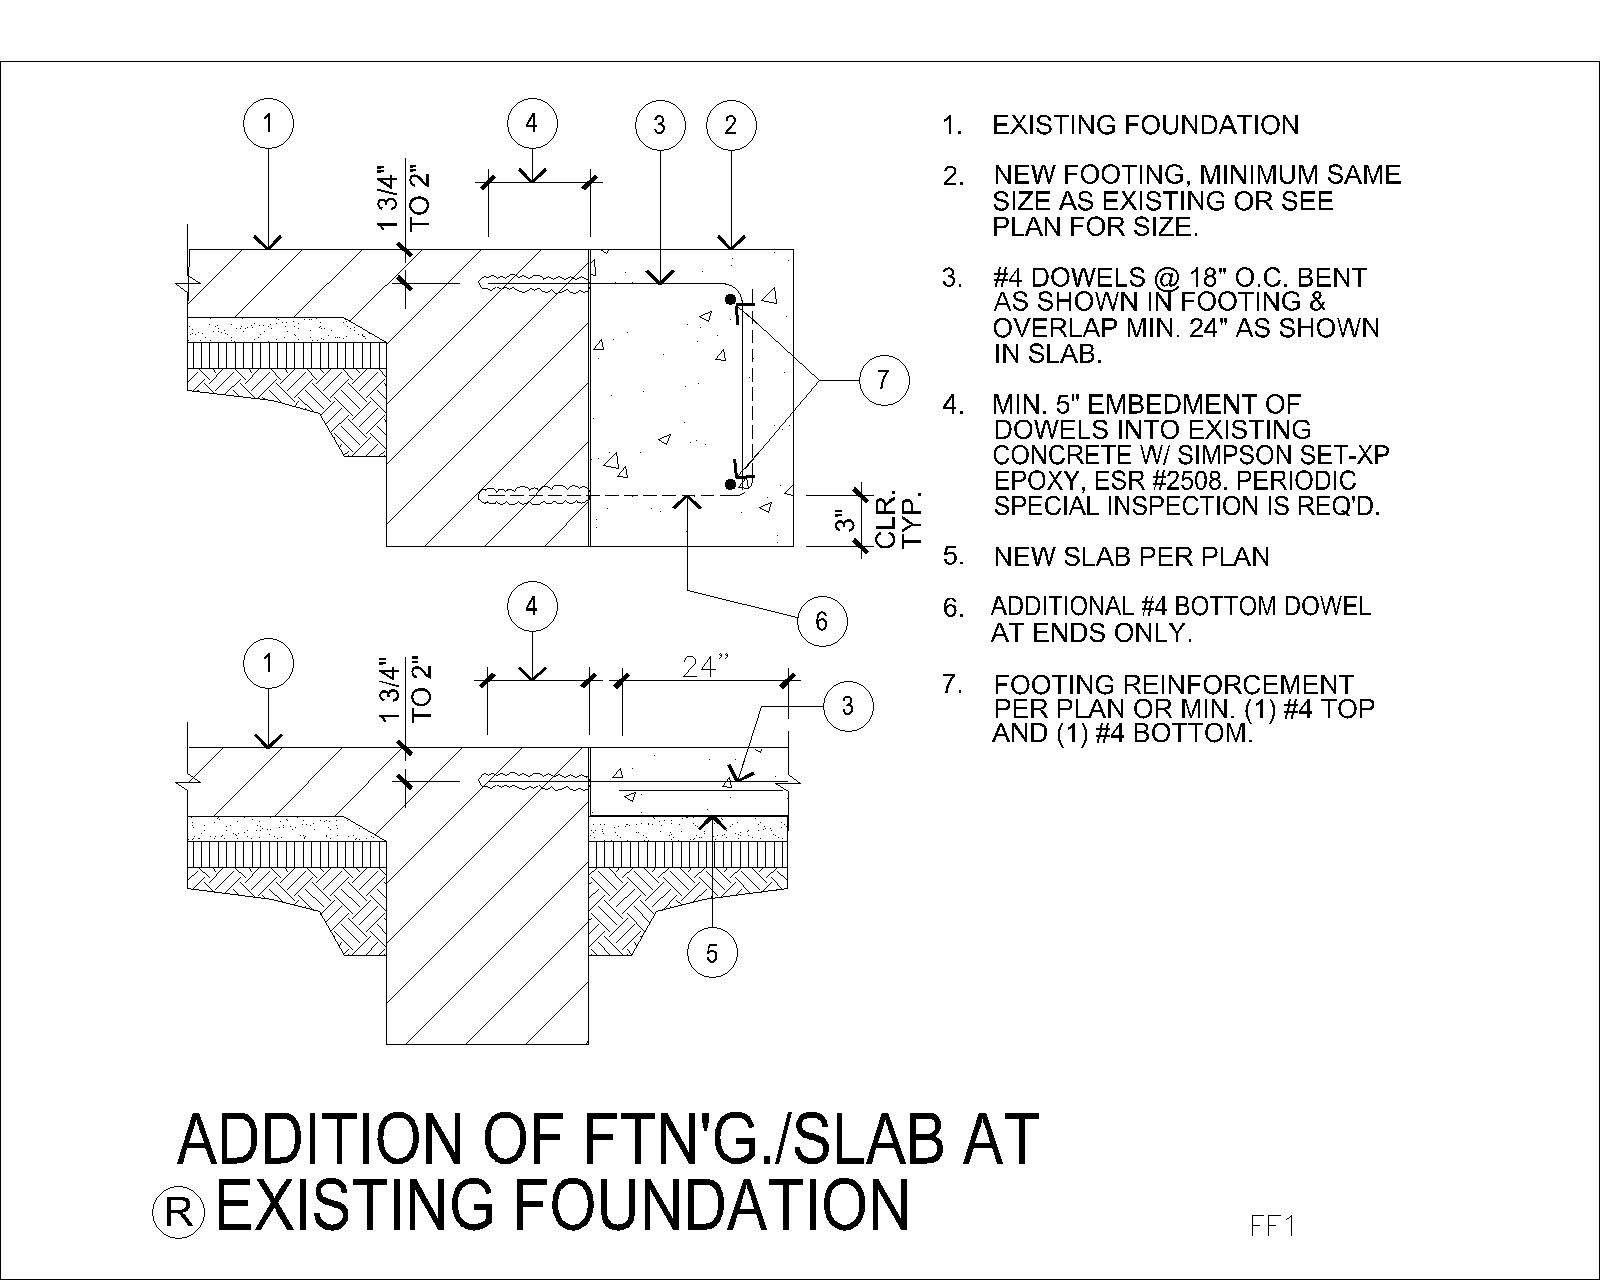 1
4
3
2
1 3/4"
TO 2"
7
3"
CLR.
TYP.
6
1
4
1 3/4"
TO 2"
24"
3
5
1. EXISTING FOUNDATION
2. NEW FOOTING, MINIMUM SAME
SIZE AS EXISTING OR SEE
PLAN FOR SIZE.
3. #4 DOWELS @ 18" O.C. BENT
AS SHOWN IN FOOTING &
OVERLAP MIN. 24" AS SHOWN
IN SLAB.
4. MIN. 5" EMBEDMENT OF
DOWELS INTO EXISTING
CONCRETE W/ SIMPSON SET-XP
EPOXY, ESR #2508. PERIODIC
SPECIAL INSPECTION IS REQ'D.
5. NEW SLAB PER PLAN
6. ADDITIONAL #4 BOTTOM DOWEL
AT ENDS ONLY.
7. FOOTING REINFORCEMENT
PER PLAN OR MIN. (1) #4 TOP
AND (1) #4 BOTTOM.
ADDITION OF FTN'G./SLAB AT
R EXISTING FOUNDATION
FF1